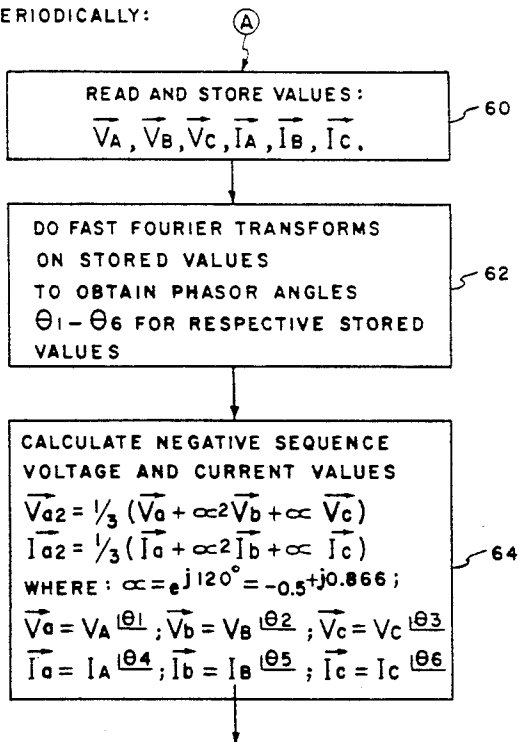 ERIODICALLY:
A
READ AND STORE VALUES:
V⃗A, V⃗B, V⃗C, I⃗A, I⃗B, I⃗C.
60
DO FAST FOURIER TRANSFORMS
ON STORED VALUES
TO OBTAIN PHASOR ANGLES
θ1-θ6 FOR RESPECTIVE STORED
VALUES
62
CALCULATE NEGATIVE SEQUENCE
VOLTAGE AND CURRENT VALUES
V⃗a2 = 1/3 (V⃗a + ∝2V⃗b + ∝ V⃗c)
I⃗a2 = 1/3 (I⃗a + ∝2I⃗b + ∝ I⃗c)
64
WHERE: ∝ = e^j120° = -0.5+j0.866;
V⃗a = VA |θ1; V⃗b = VB |θ2; V⃗c = VC |θ3
I⃗a = IA |θ4; I⃗b = IB |θ5; I⃗c = IC |θ6